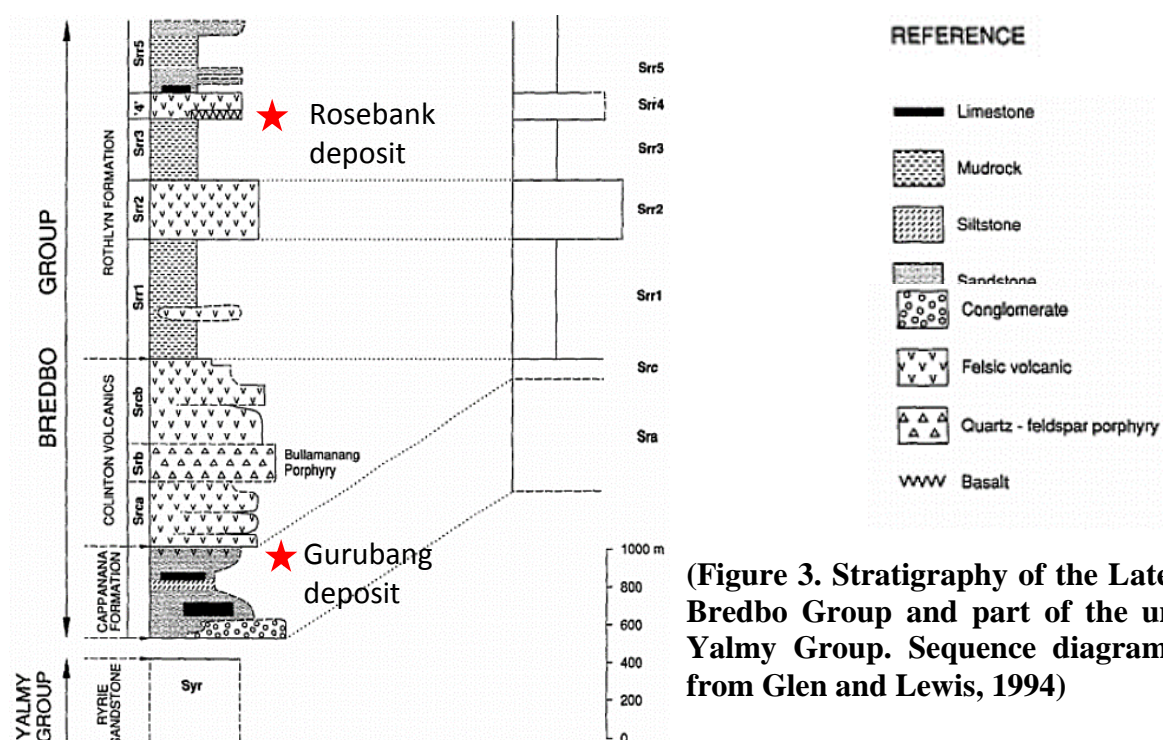 BREDBO GROUP
YALMY
GROUP
ROTHLYN FORMATION
COLINTON VOLCANICS
CAPPANANA
FORMATION
RYRIE
SANDSTONE
Srr5
'4'
Srr3
Srr2
Srr1
Srcb
Srb
Srca
Syr
Rosebank
deposit
Bullamanang
Porphyry
Gurubang
deposit
Srr5
Srr4
Srr3
Srr2
Srr1
Src
Sra
1000 m
800
600
400
200
0
REFERENCE
Limestone
Mudrock
Siltstone
Sandstone
Conglomerate
Felsic volcanic
Quartz - feldspar porphyry
Basalt
(Figure 3. Stratigraphy of the Late
Bredbo Group and part of the
Yalmy Group. Sequence diagram
from Glen and Lewis, 1994)